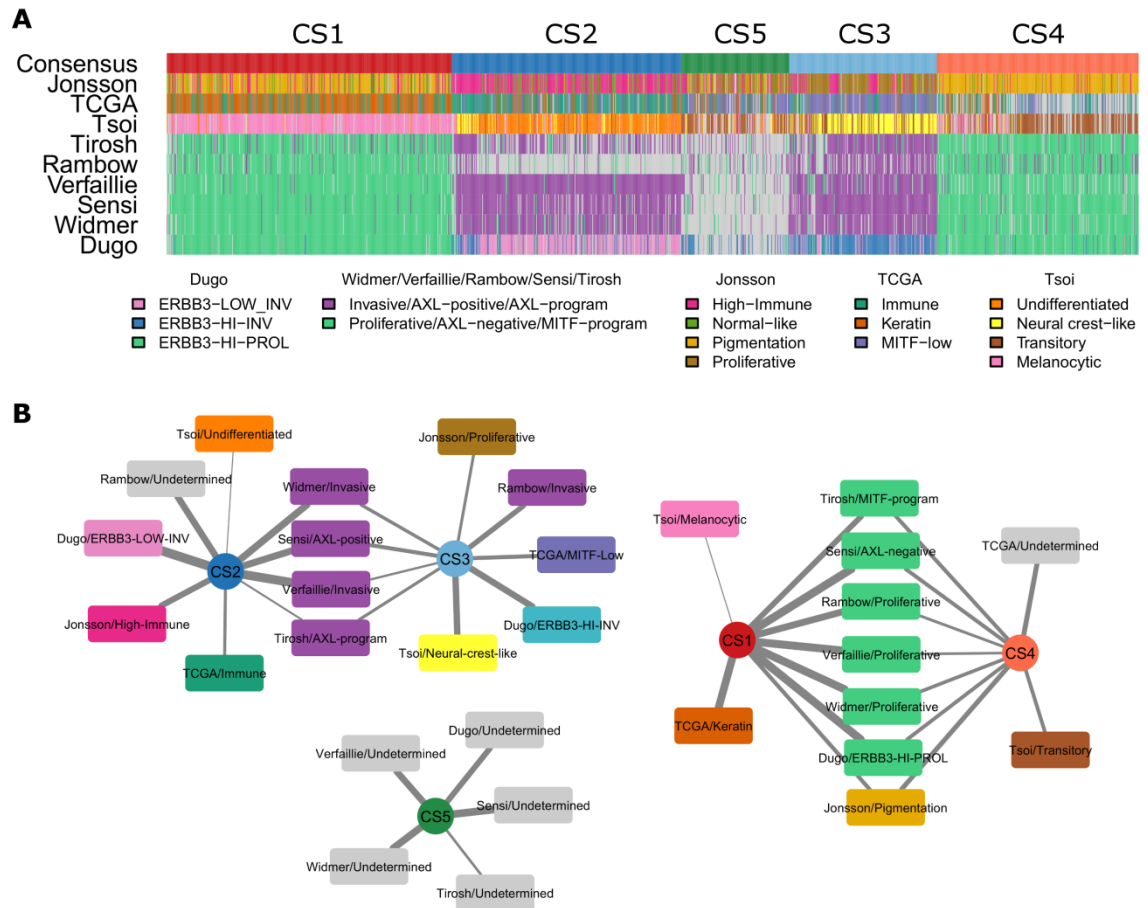 A
CS1 CS2 CS5 CS3 CS4
Consensus
Jonsson
TCGA
Tsoi
Tirosh
Rambow
Verfaillie
Sensi
Widmer
Dugo
Dugo Widmer/Verfaillie/Rambow/Sensi/Tirosh Jonsson TCGA Tsoi
ERBB3-LOW_INV Invasive/AXL-positive/AXL-program High-Immune Immune Undifferentiated
ERBB3-HI-INV Proliferative/AXL-negative/MITF-program Normal-like Keratin Neural crest-like
ERBB3-HI-PROL Pigmentation MITF-low Transitory
Proliferative Melanocytic
B
Tsoi/Undifferentiated
Jonsson/Proliferative
Rambow/Undetermined
Widmer/Invasive
Rambow/Invasive
Dugo/ERBB3-LOW-INV
Sensi/AXL-positive
TCGA/MITF-Low
CS2
CS3
Verfaillie/Invasive
Jonsson/High-Immune
Tirosh/AXL-program
Dugo/ERBB3-HI-INV
Tsoi/Neural-crest-like
TCGA/Immune
Tirosh/MITF-program
Tsoi/Melanocytic
Sensi/AXL-negative
TCGA/Undetermined
Rambow/Proliferative
CS1
CS4
Verfaillie/Proliferative
Widmer/Proliferative
TCGA/Keratin
Dugo/ERBB3-HI-PROL
Tsoi/Transitory
Jonsson/Pigmentation
Dugo/Undetermined
Verfaillie/Undetermined
Sensi/Undetermined
CS5
Widmer/Undetermined
Tirosh/Undetermined